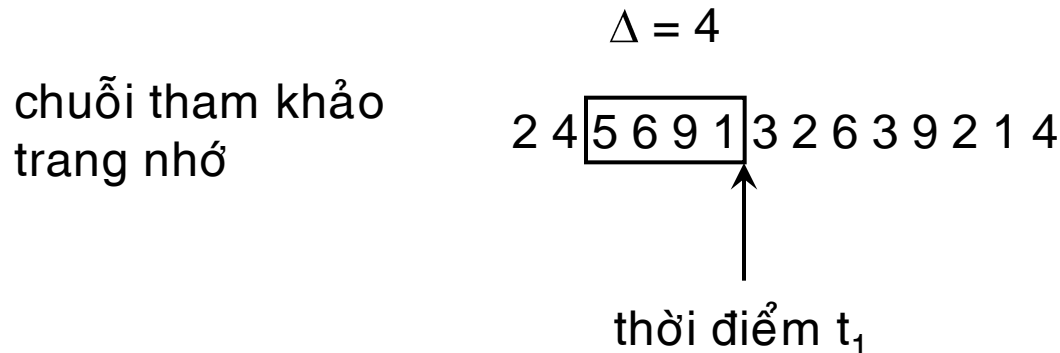 Δ = 4
chuỗi tham khảo
trang nhớ
2 4 5 6 9 1 3 2 6 3 9 2 1 4
thời điểm t₁